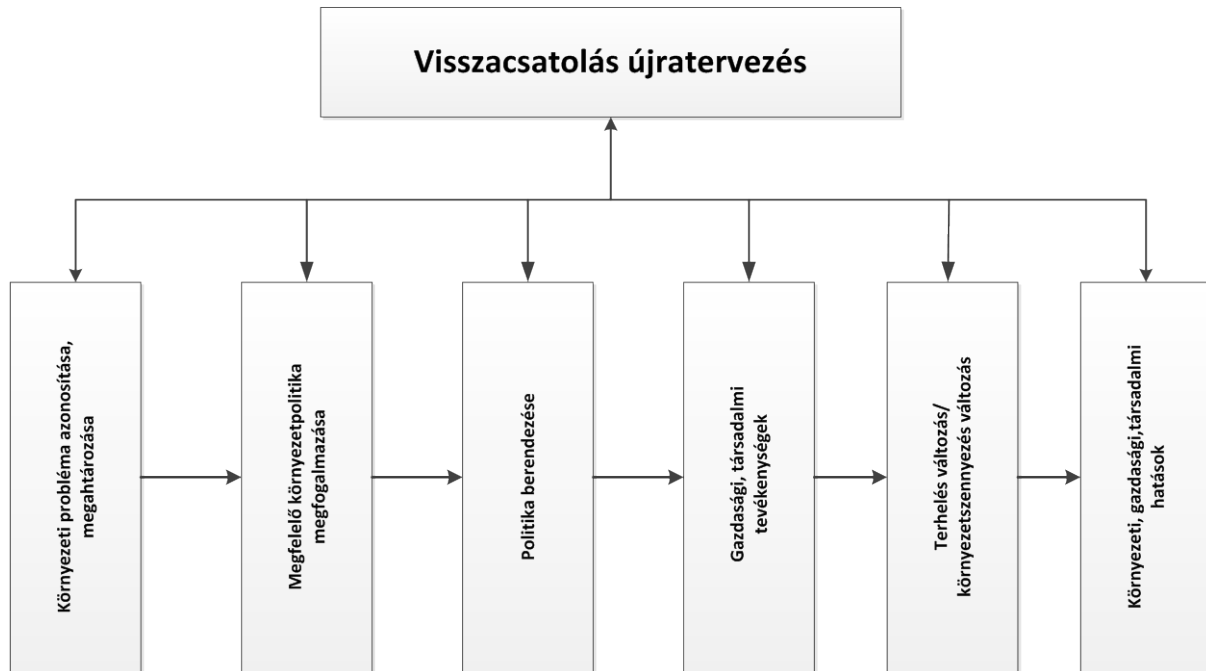 Visszacsatolás újratervezés
Környezeti probléma azonosítása,
megahtározása
Megfelelő környezetpolitika
megfogalmazása
Politika berendezése
Gazdasági, társadalmi
tevékenységek
Terhelés változás/
környezetszennyezés változás
Környezeti, gazdasági,társadalmi
hatások